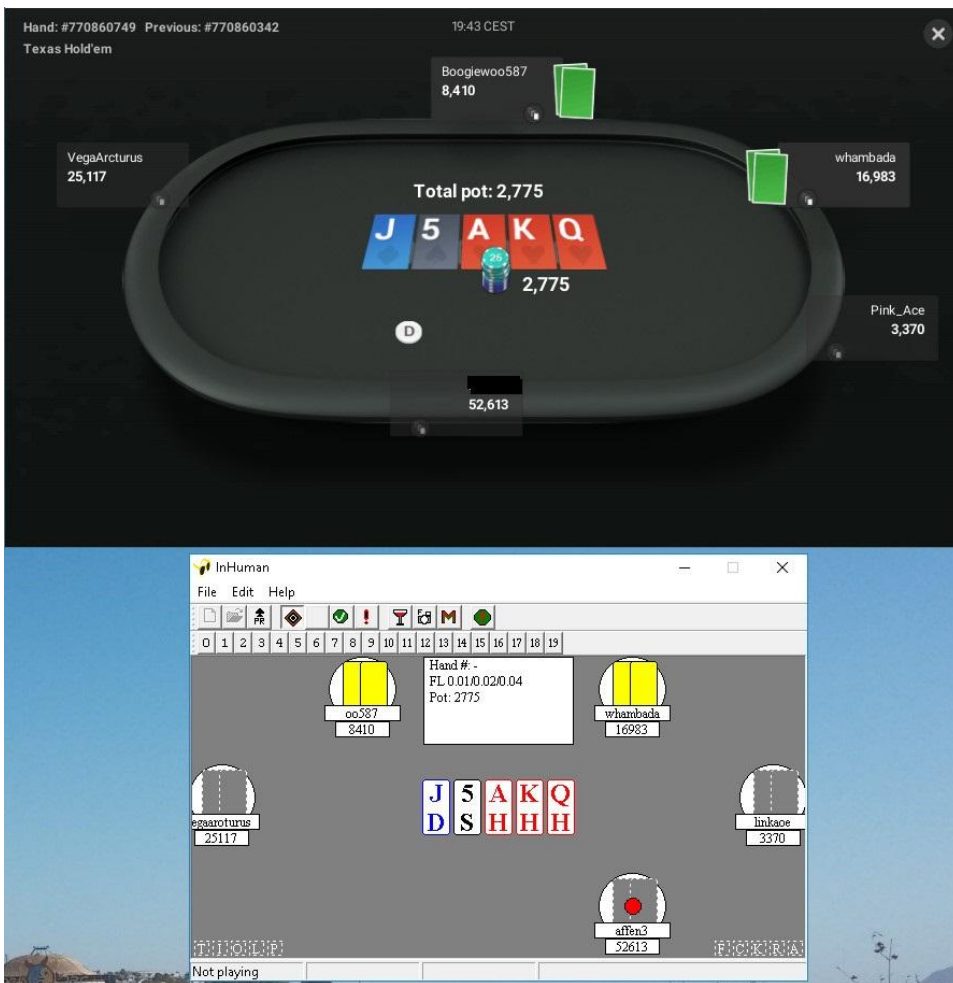 Hand: #770860749 Previous: #770860342
19:43 CEST
Texas Hold'em
Boogiewoo587
8,410
VegaArcturus
25,117
whambada
16,983
Total pot: 2,775
J 5 A K Q
26
2,775
Pink_Ace
3,370
D
52,613
InHuman
File Edit Help
PR
M
0 1 2 3 4 5 6 7 8 9 10 11 12 13 14 15 16 17 18 19
Hand #: -
FL 0.01/0.02/0.04
Pot: 2775
oo587
8410
whambada
16983
J 5 A K Q
D S H H H
egaaroturus
25117
linkaoe
3370
affen3
52613
T I O L P
F C K R A
Not playing